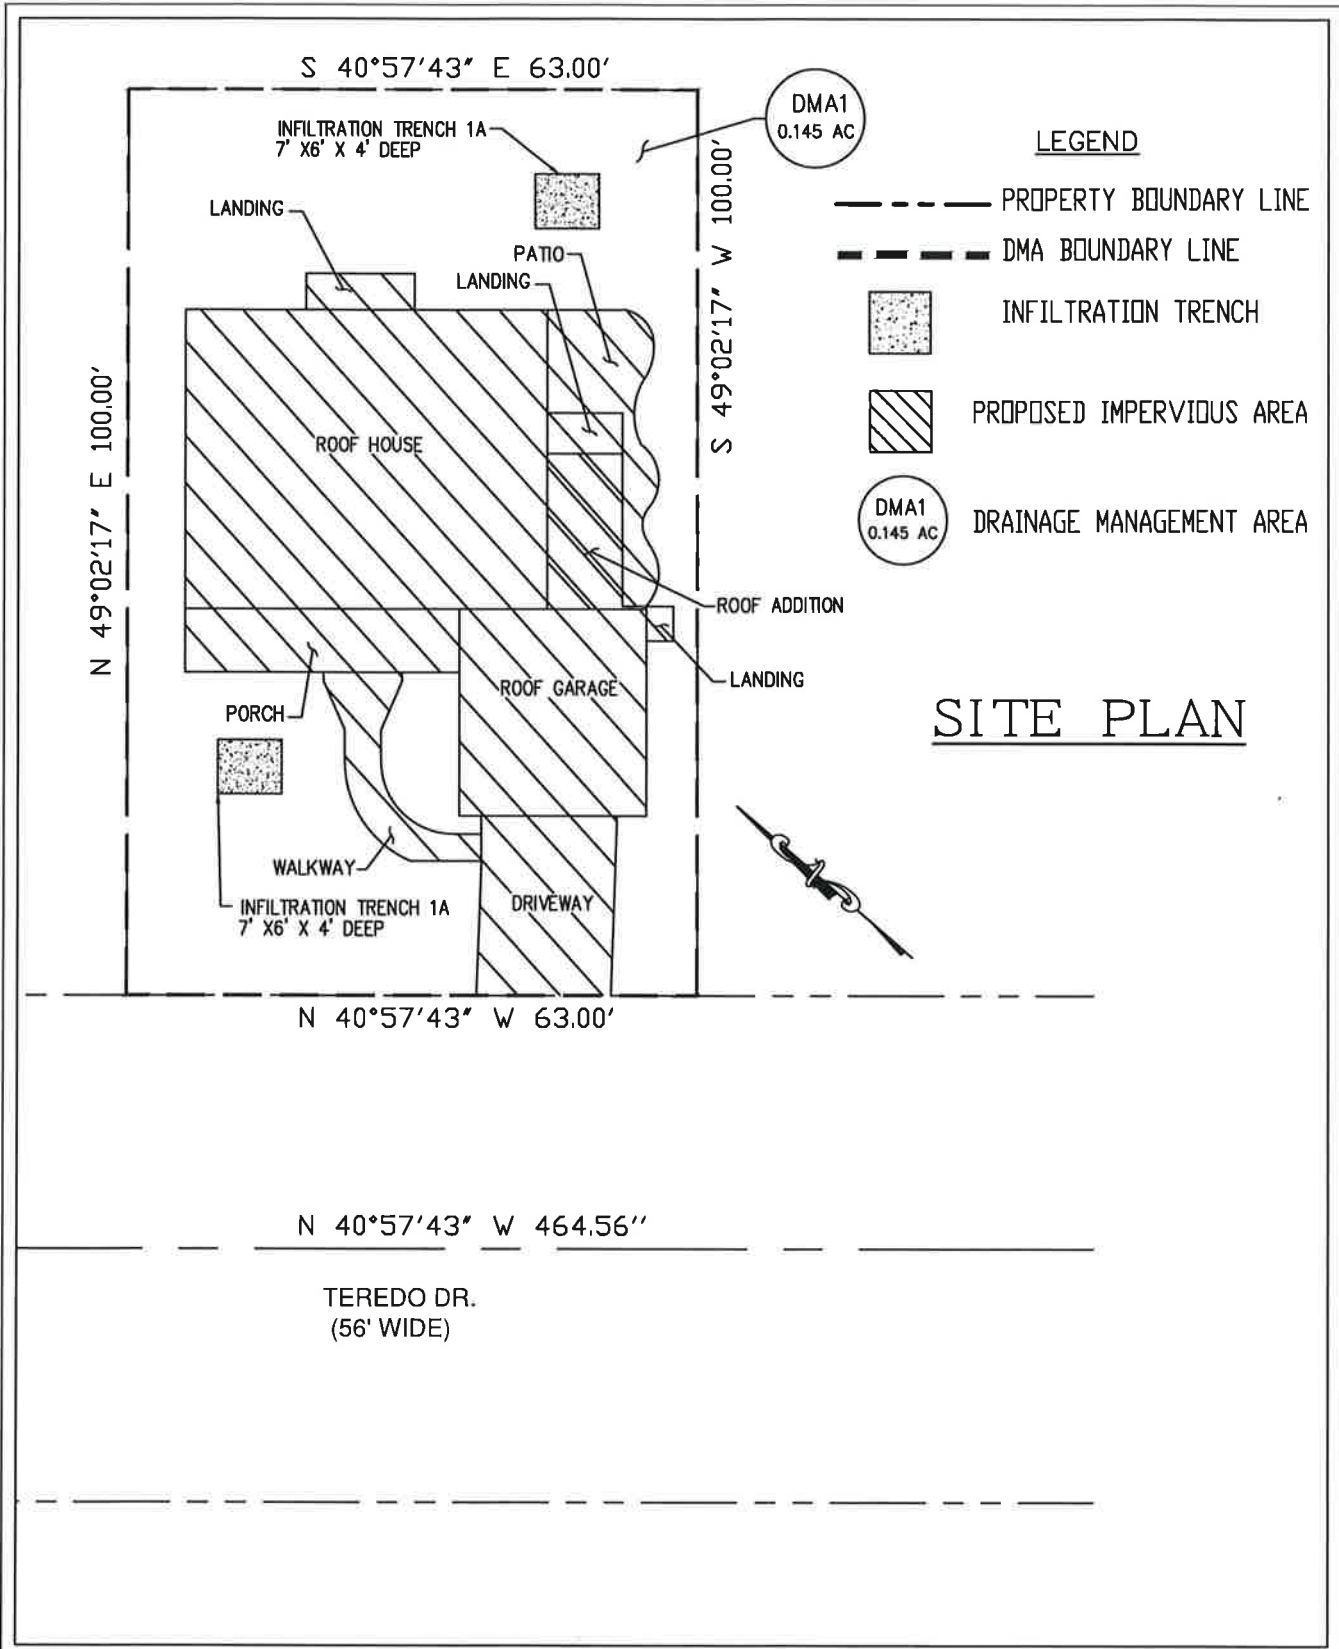 S 40°57'43" E 63.00'
DMA1
0.145 AC
INFILTRATION TRENCH 1A
7' X6' X 4' DEEP
LEGEND
PROPERTY BOUNDARY LINE
LANDING
DMA BOUNDARY LINE
PATIO
LANDING
S 49°02'17" W 100.00'
INFILTRATION TRENCH
N 49°02'17" E 100.00'
PROPOSED IMPERVIOUS AREA
ROOF HOUSE
DMA1
0.145 AC
DRAINAGE MANAGEMENT AREA
ROOF ADDITION
LANDING
ROOF GARAGE
PORCH
SITE PLAN
WALKWAY
INFILTRATION TRENCH 1A
7' X6' X 4' DEEP
DRIVEWAY
N 40°57'43" W 63.00'
N 40°57'43" W 464.56''
TEREDO DR.
(56' WIDE)